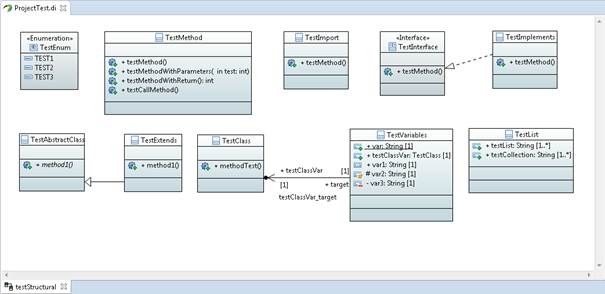 ProjectTest.di
«Enumeration»
TestEnum
TEST1
TEST2
TEST3
TestMethod
+ testMethod()
+ testMethodWithParameters( in test: int)
+ testMethodWithReturn(): int
+ testCallMethod()
TestImport
+ testMethod()
«Interface»
TestInterface
+ testMethod()
TestImplements
+ testMethod()
TestAbstractClass
+ method1()
TestExtends
+ method1()
TestClass
+ methodTest()
+ testClassVar [1]
[1] + target
testClassVar_target
TestVariables
+ var: String [1]
+ testClassVar: TestClass [1]
+ var1: String [1]
# var2: String [1]
- var3: String [1]
TestList
+ testList: String [1..*]
+ testCollection: String [1..*]
testStructural